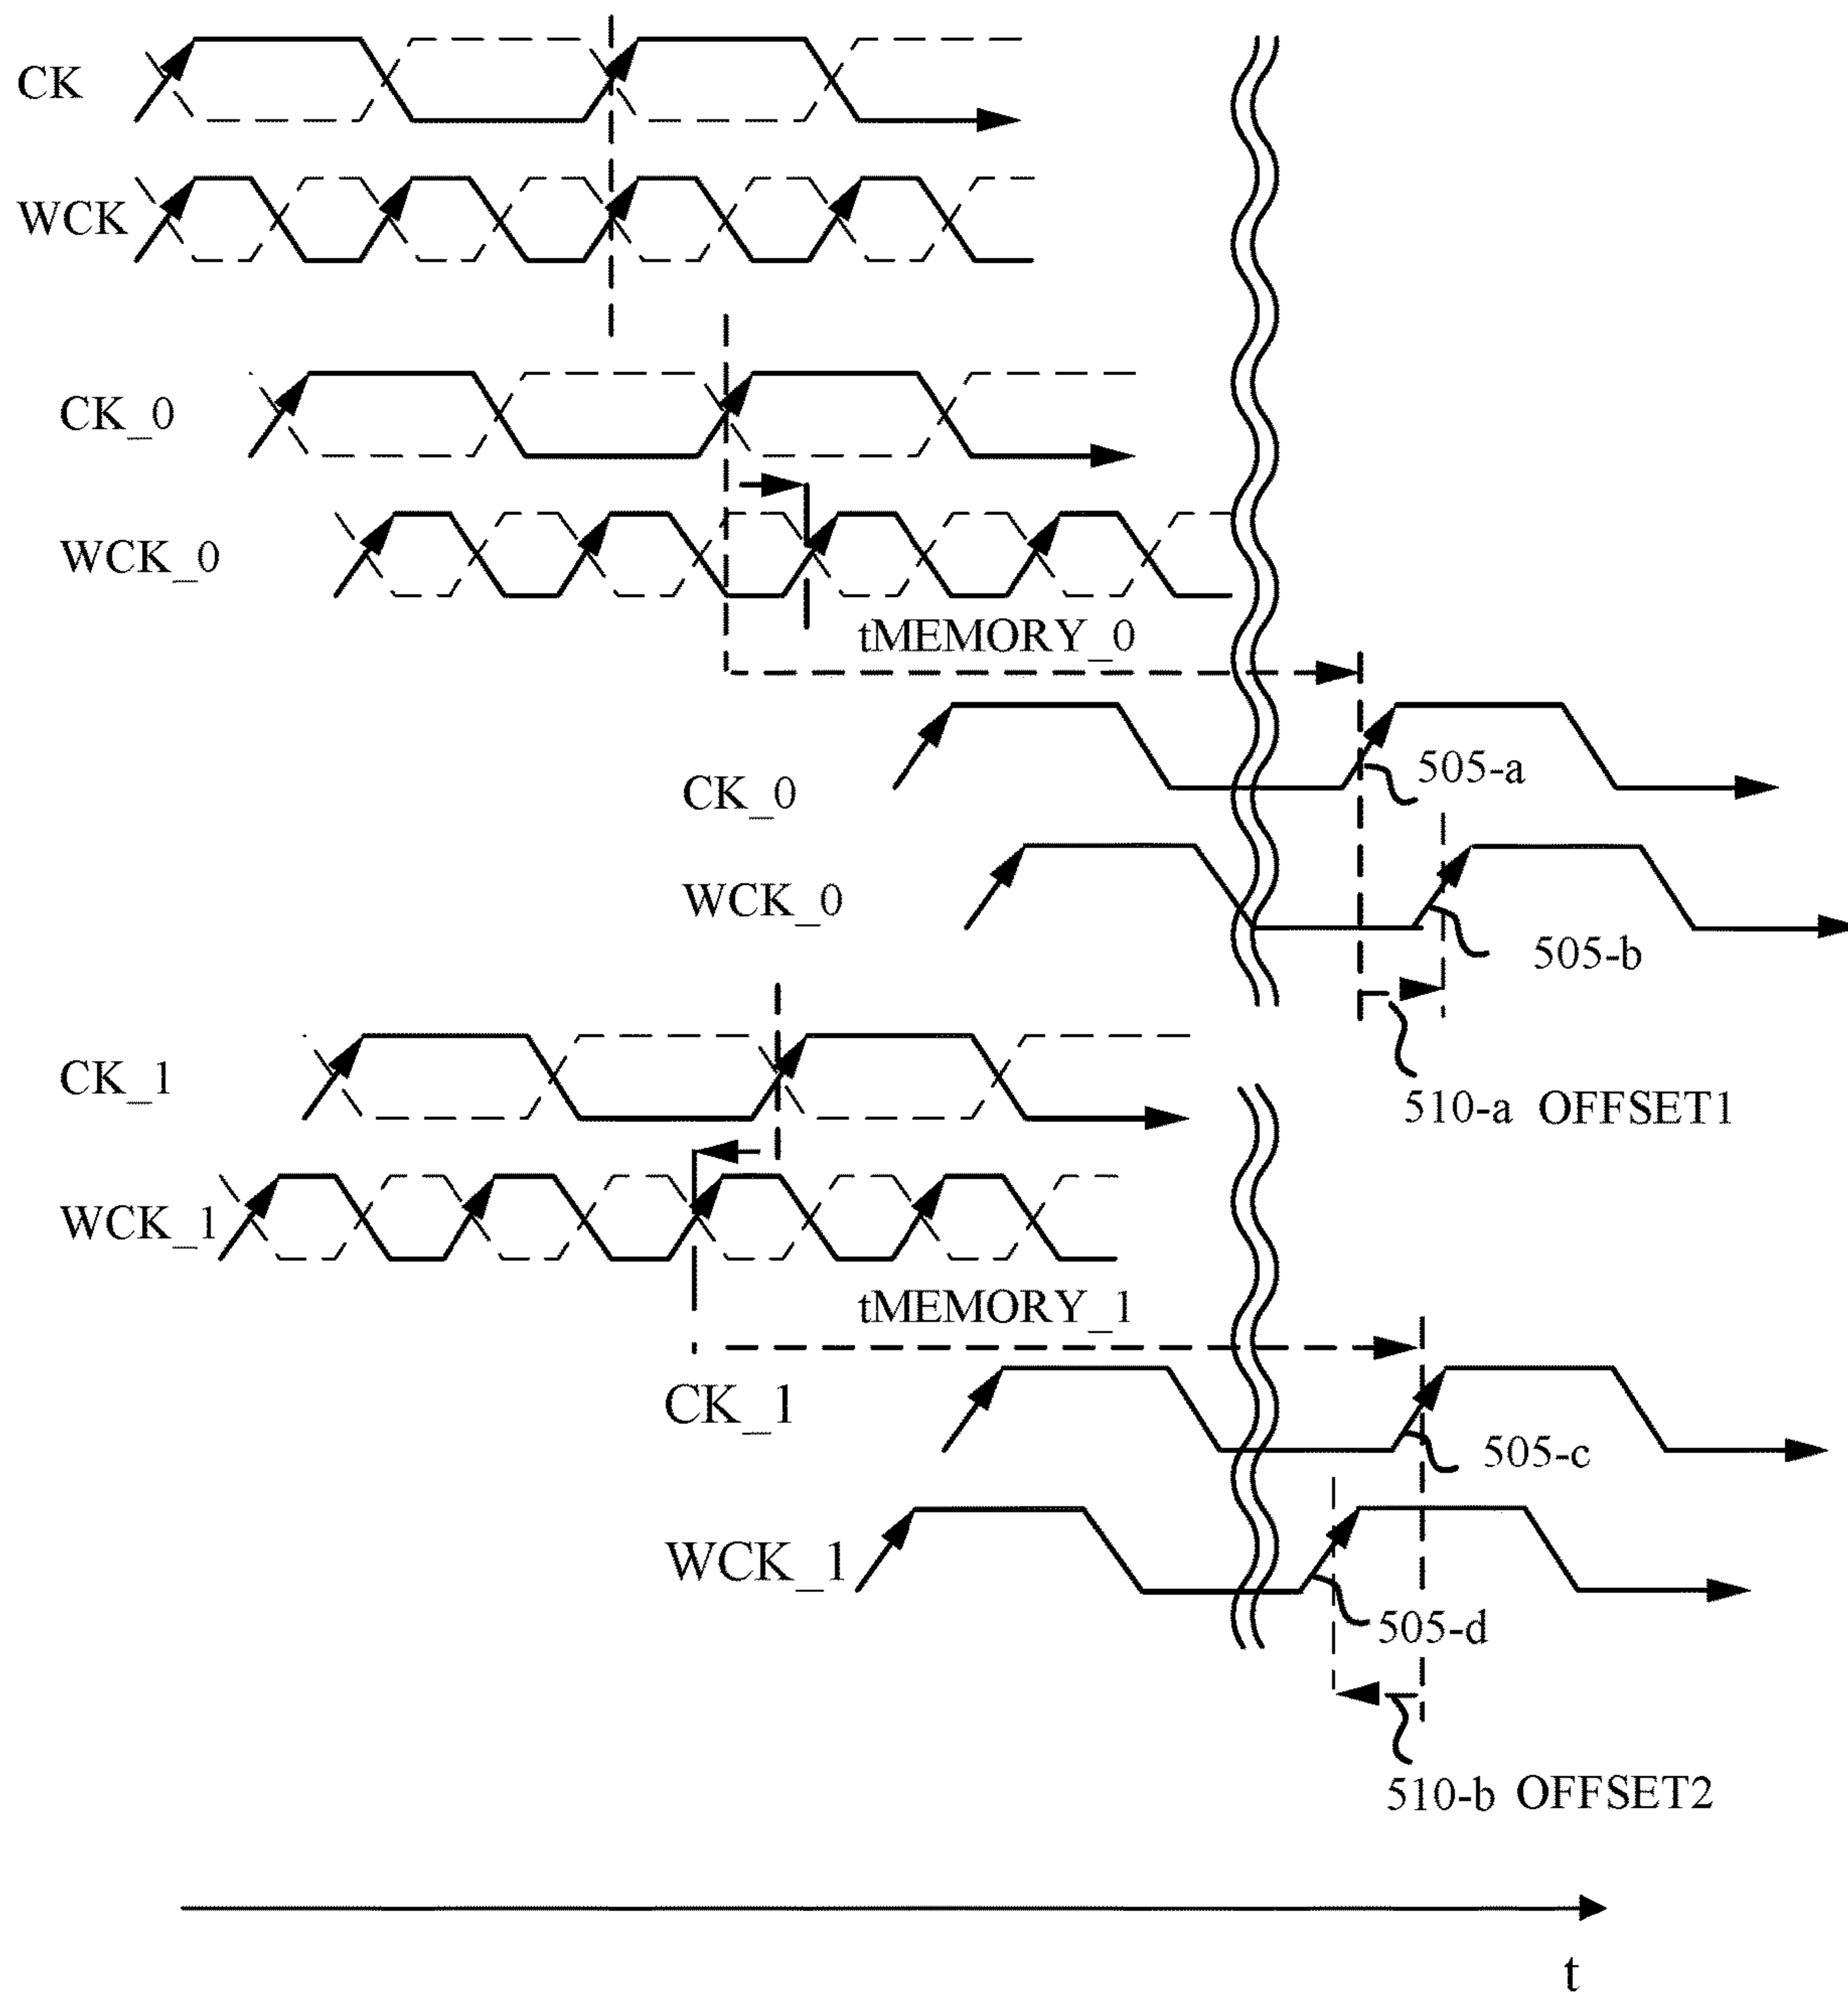 CK
WCK
CK_0
WCK_0
tMEMORY_0
505-a
CK_0
WCK_0
505-b
CK_1
510-a OFFSET1
WCK_1
tMEMORY_1
CK_1
505-c
WCK_1
505-d
510-b OFFSET2
t